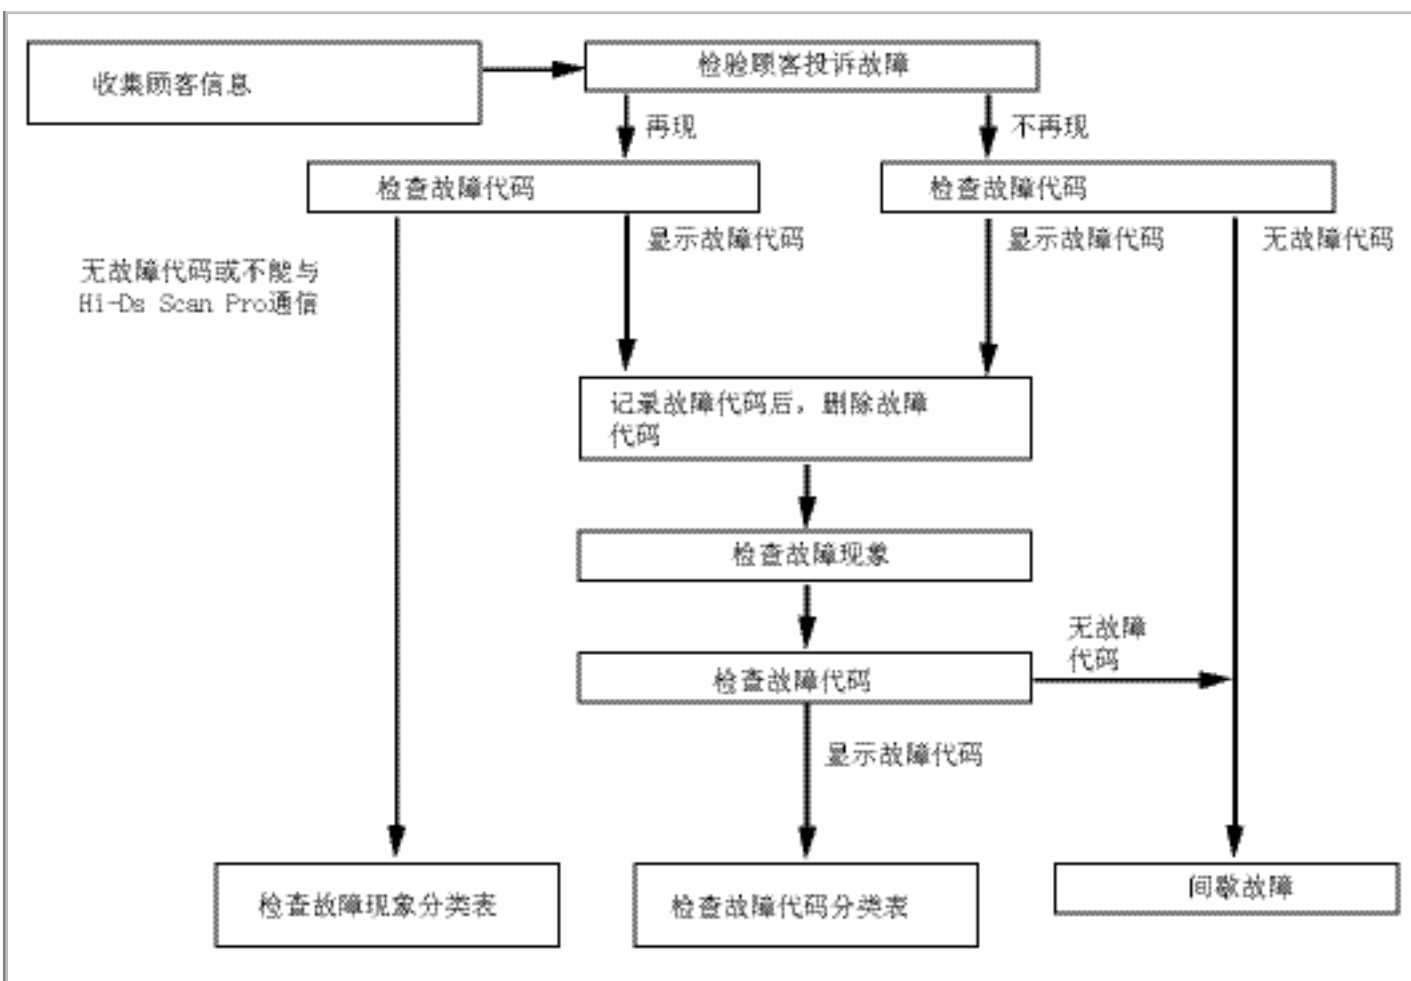 收集顾客信息
检验顾客投诉故障
再现
不再现
检查故障代码
检查故障代码
显示故障代码
显示故障代码
无故障代码
无故障代码或不能与
Hi-Ds Scan Pro通信
记录故障代码后，删除故障
代码
检查故障现象
无故障
代码
检查故障代码
显示故障代码
检查故障现象分类表
检查故障代码分类表
间歇故障